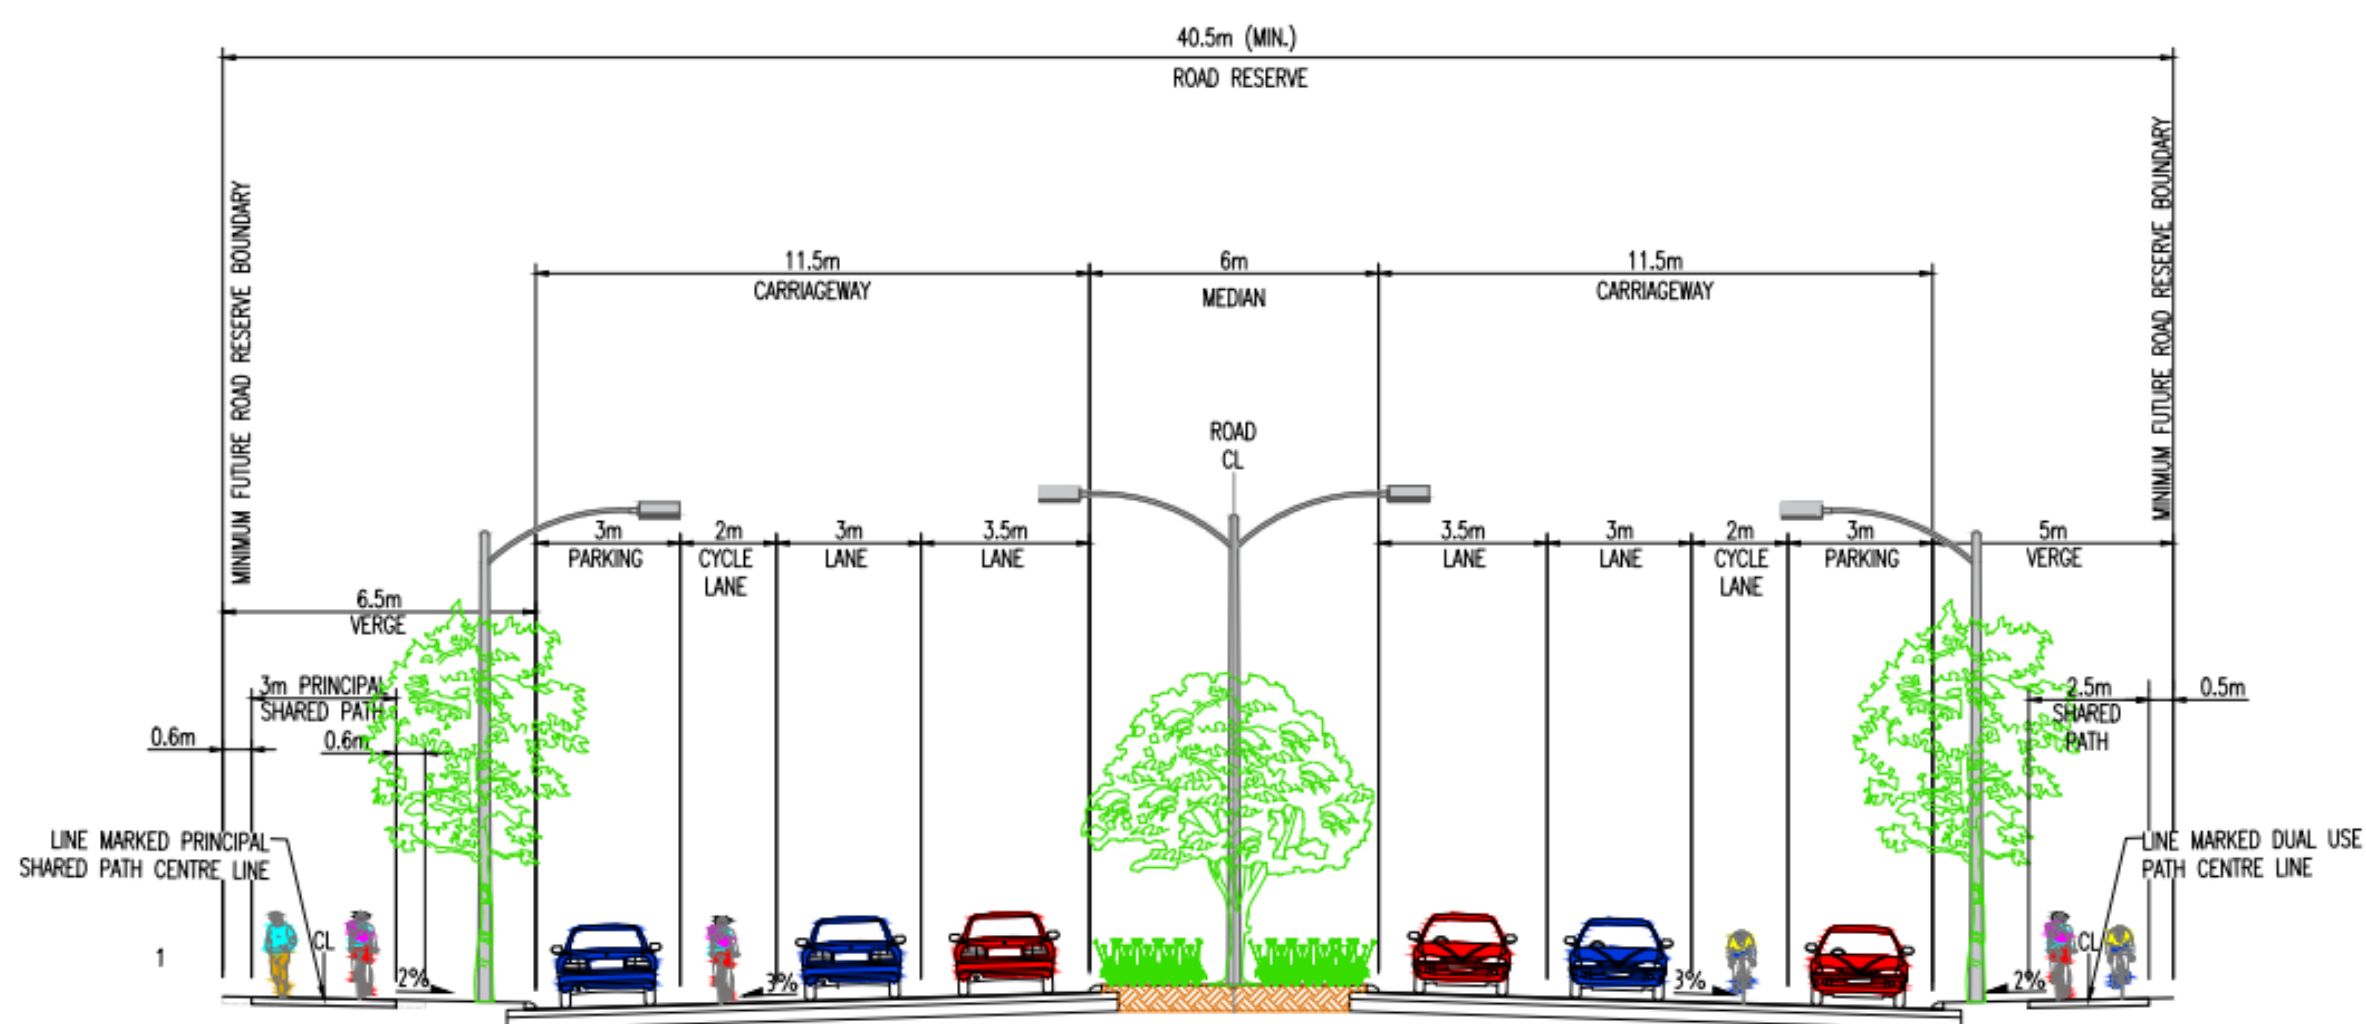 40.5m (MIN.)
ROAD RESERVE
MINIMUM FUTURE ROAD RESERVE BOUNDARY
MINIMUM FUTURE ROAD RESERVE BOUNDARY
11.5m
CARRIAGEWAY
6m
MEDIAN
11.5m
CARRIAGEWAY
ROAD
CL
3m
PARKING
2m
CYCLE
LANE
3m
LANE
3.5m
LANE
3.5m
LANE
3m
LANE
2m
CYCLE
LANE
3m
PARKING
5m
VERGE
6.5m
VERGE
3m PRINCIPAL
SHARED PATH
0.6m
0.6m
2.5m
SHARED
PATH
0.5m
LINE MARKED PRINCIPAL
SHARED PATH CENTRE LINE
LINE MARKED DUAL USE
PATH CENTRE LINE
1
CL
2%
3%
3%
2%
CL